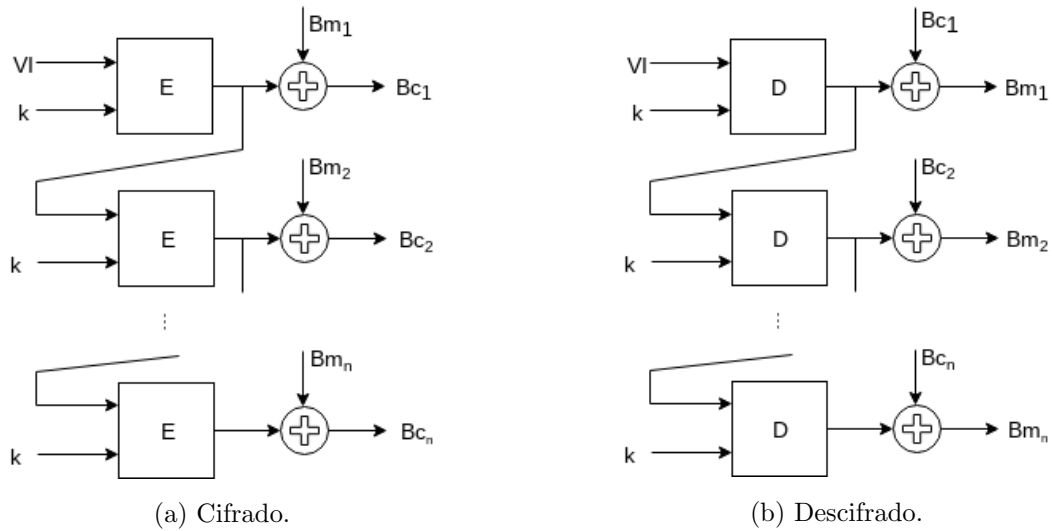 Bm1
VI
E
Bc1
k
Bm2
E
Bc2
k
⋮
Bmn
E
Bcn
k
(a) Cifrado.
Bc1
VI
D
Bm1
k
Bc2
D
Bm2
k
⋮
Bcn
D
Bmn
k
(b) Descifrado.